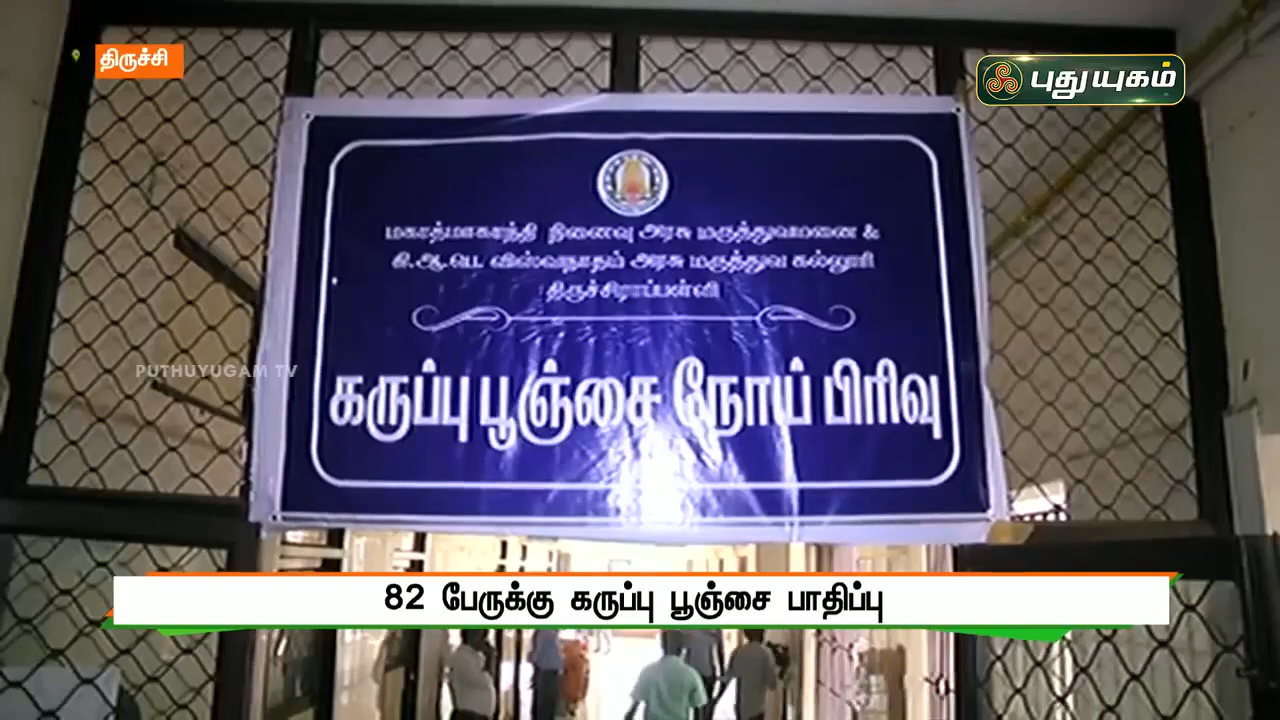 திருச்சி
புதுயுகம்
மகாத்மாகாந்தி நினைவு அரசு மருத்துவமனை &
கி.ஆ.பெ. விஸ்வநாதம் அரசு மருத்துவ கல்லூரி
திருச்சிராப்பள்ளி
PUTHUYUGAM TV
கருப்பு பூஞ்சை நோய் பிரிவு
82 பேருக்கு கருப்பு பூஞ்சை பாதிப்பு